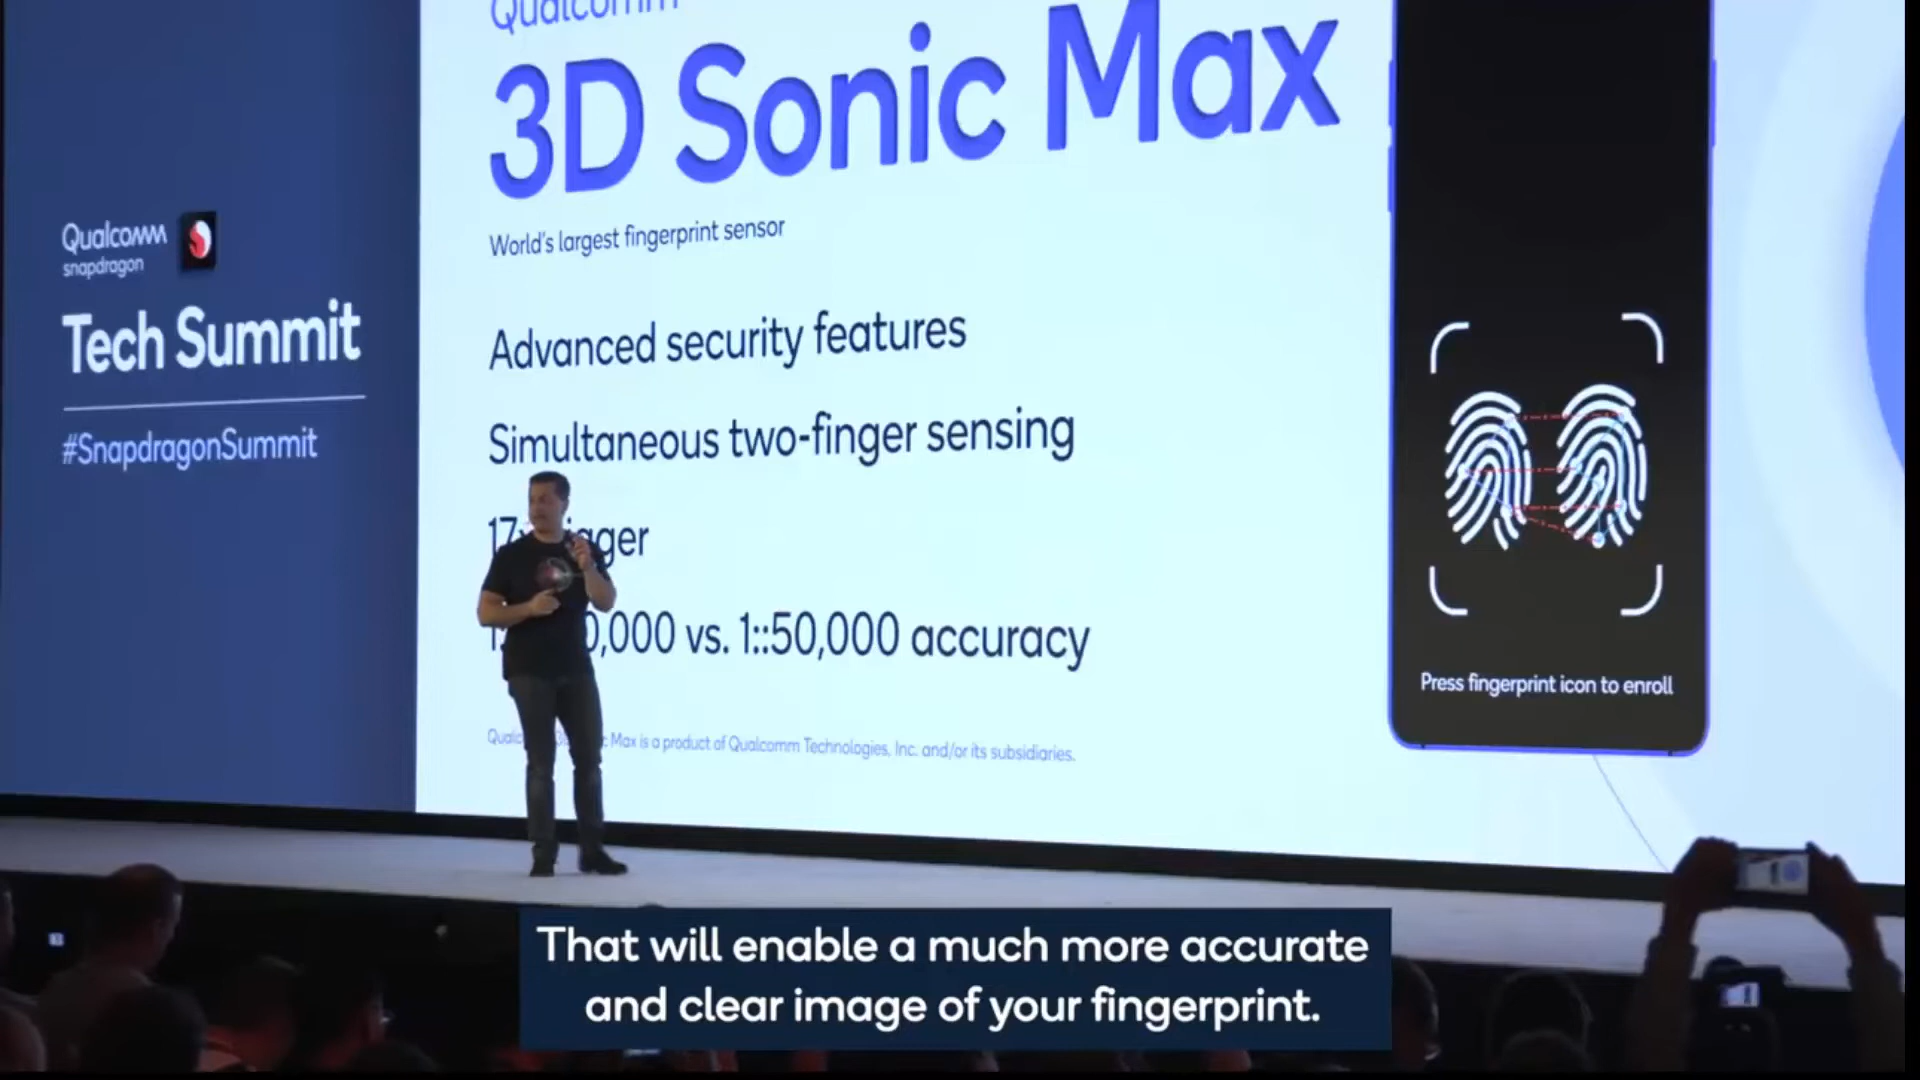 Qualcomm
snapdragon
Tech Summit
#SnapdragonSummit
Qualcomm
3D Sonic Max
World's largest fingerprint sensor
Advanced security features
Simultaneous two-finger sensing
vs. 1::50,000 accuracy
Max is a product of Qualcomm Technologies, Inc. and/or its subsidiaries.
Press fingerprint icon to enroll
That will enable a much more accurate
and clear image of your fingerprint.